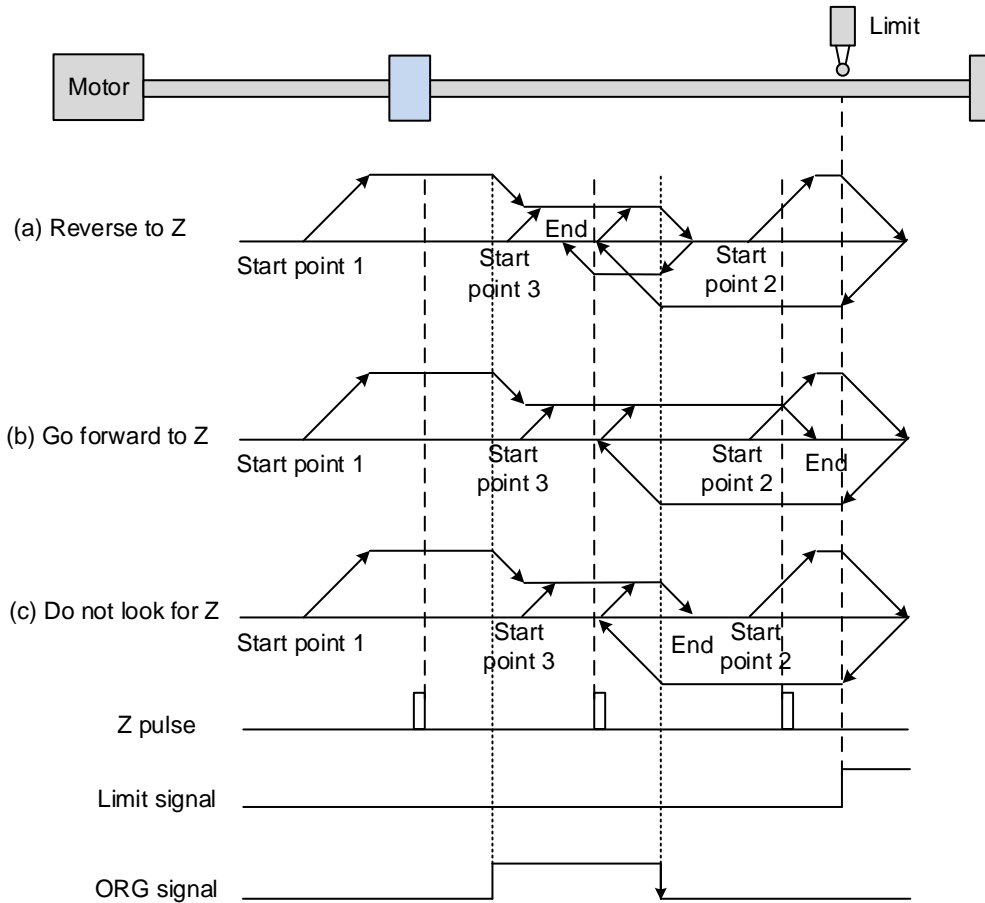 Limit
Motor
(a) Reverse to Z
End
Start point 1
Start
point 3
Start
point 2
(b) Go forward to Z
Start point 1
Start
point 3
Start
point 2
End
(c) Do not look for Z
Start point 1
Start
point 3
End
Start
point 2
Z pulse
Limit signal
ORG signal